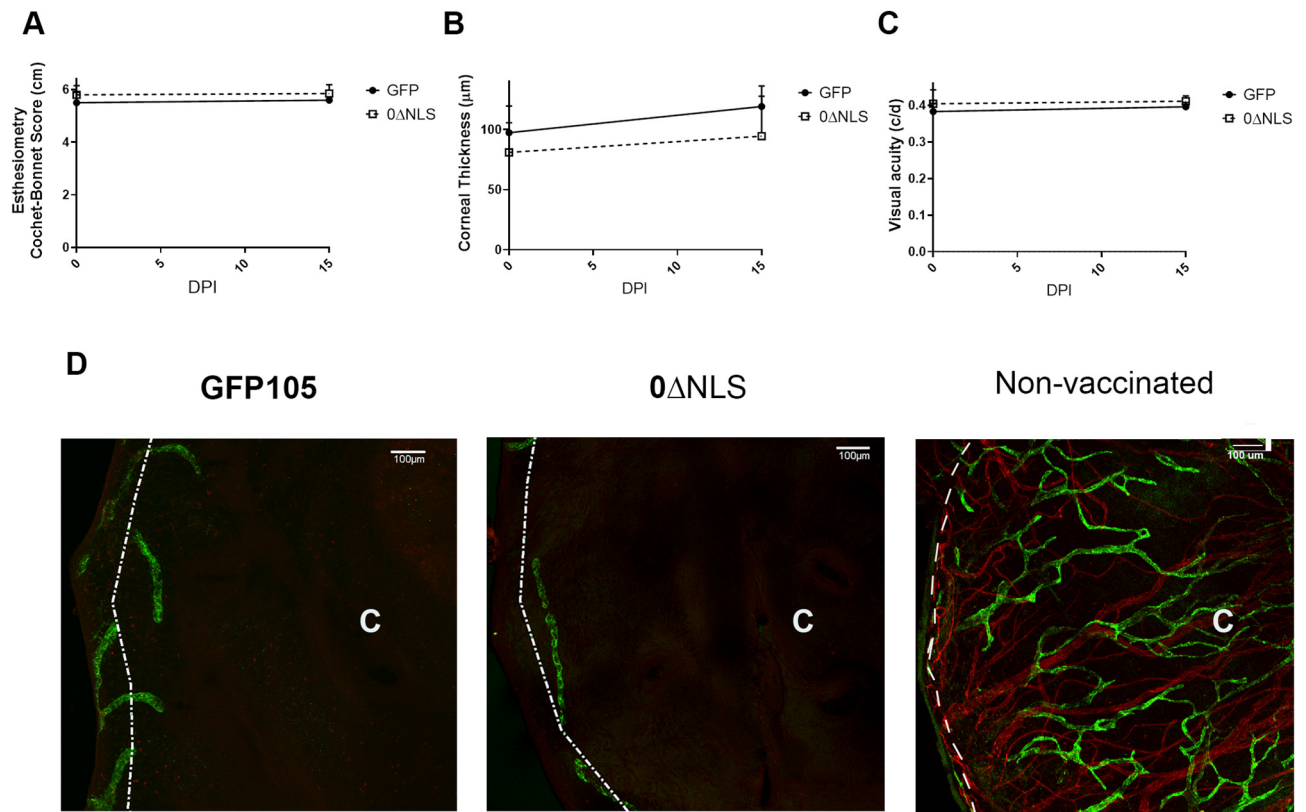 A
Esthesiometry
Cochet-Bonnet Score (cm)
6
4
2
0
0
5
10
15
DPI
GFP
0ΔNLS
B
Corneal Thickness (μm)
100
50
0
0
5
10
15
DPI
GFP
0ΔNLS
C
Visual acuity (c/d)
0.4
0.3
0.2
0.1
0.0
0
5
10
15
DPI
GFP
0ΔNLS
D
GFP105
0ΔNLS
Non-vaccinated
100μm
C
100μm
C
100 um
C